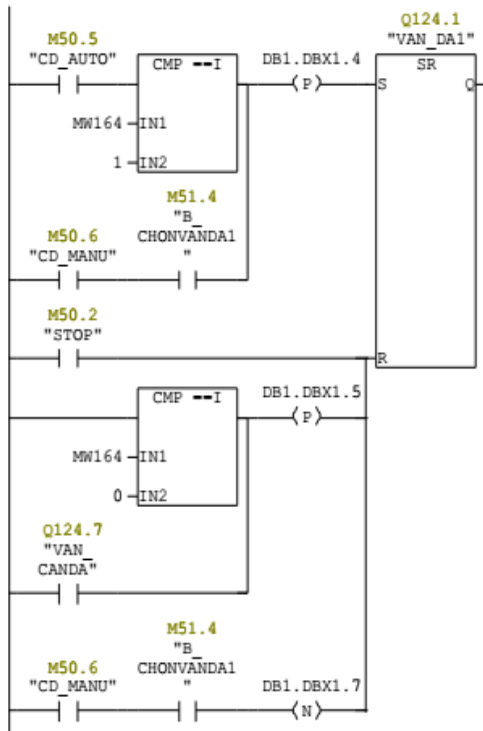 Q124.1
"VAN_DA1"
M50.5
"CD_AUTO"
CMP ==I
DB1.DBX1.4
SR
P
S
Q
MW164
IN1
1
IN2
M51.4
"B_
CHONVANDA1
"
M50.6
"CD_MANU"
M50.2
"STOP"
R
CMP ==I
DB1.DBX1.5
P
MW164
IN1
0
IN2
Q124.7
"VAN_
CANDA"
M51.4
"B_
CHONVANDA1
"
M50.6
"CD_MANU"
DB1.DBX1.7
N